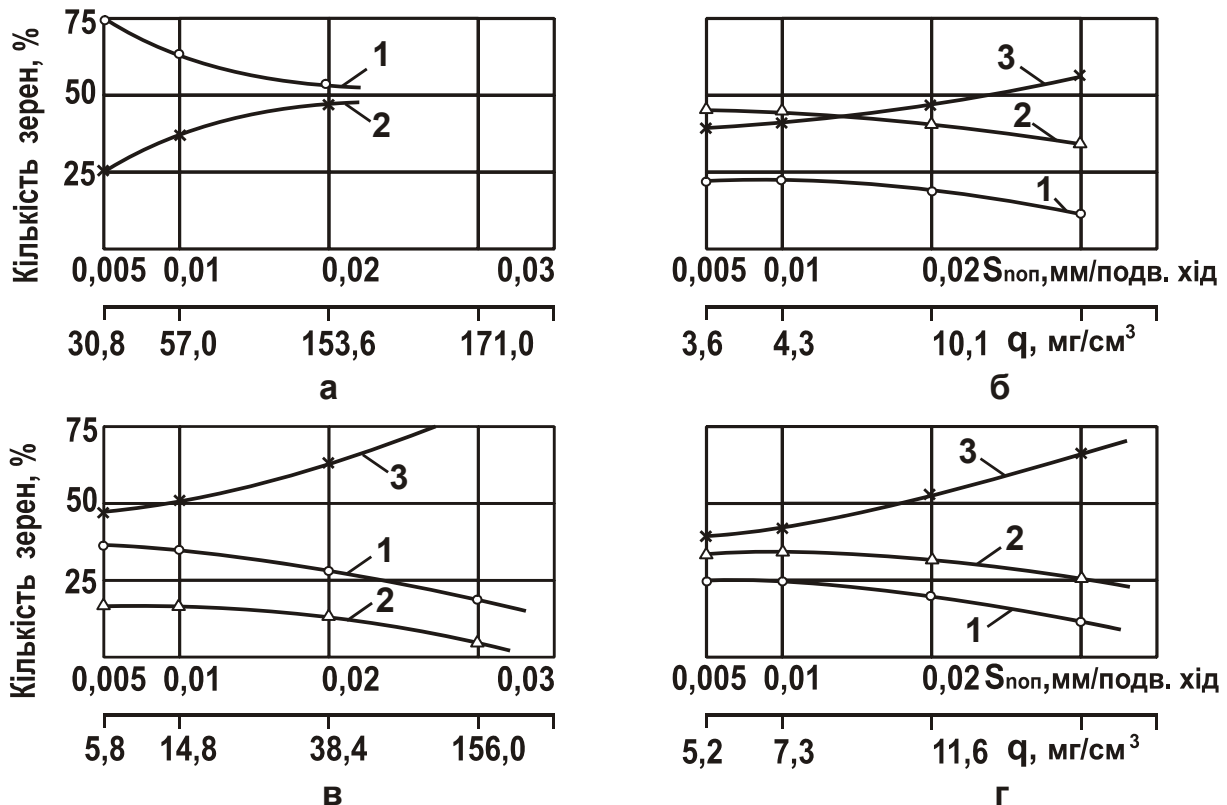 Кількість зерен, %
75
50
25
1
2
0,005 0,01 0,02 0,03
30,8 57,0 153,6 171,0
а
75
50
25
3
2
1
0,005 0,01 0,02 Sпоп,мм/подв. хід
3,6 4,3 10,1 q, мг/см³
б
Кількість зерен, %
75
50
25
3
1
2
0,005 0,01 0,02 0,03
5,8 14,8 38,4 156,0
в
3
2
1
0,005 0,01 0,02 Sпоп,мм/подв. хід
5,2 7,3 11,6 q, мг/см³
г